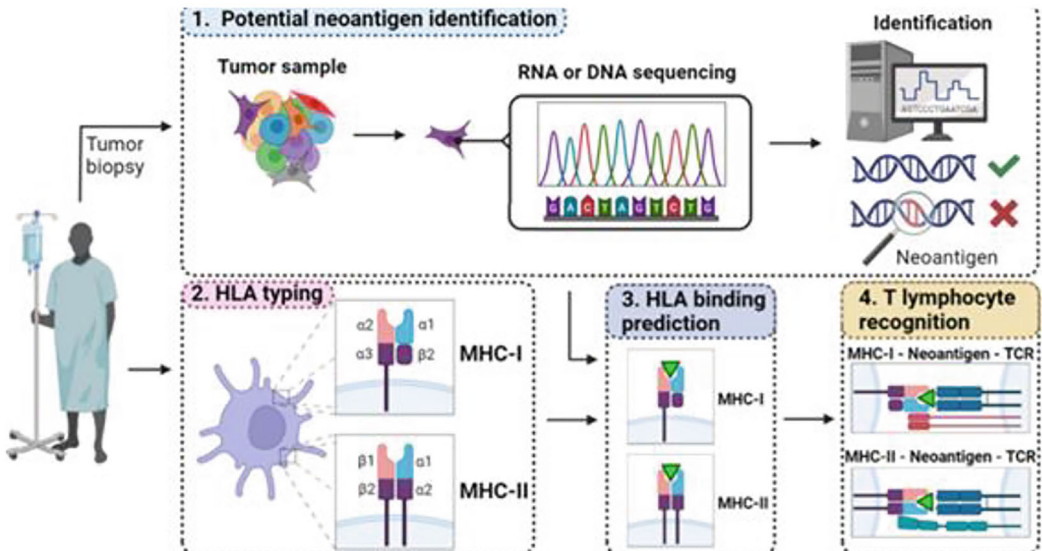 1. Potential neoantigen identification
Tumor sample
RNA or DNA sequencing
Identification
Tumor
biopsy
G A C T A G T C T G
Neoantigen
2. HLA typing
α2
α1
α3
β2
MHC-I
β1
α1
β2
α2
MHC-II
3. HLA binding
prediction
MHC-I
MHC-II
4. T lymphocyte
recognition
MHC-I - Neoantigen - TCR
MHC-II - Neoantigen - TCR